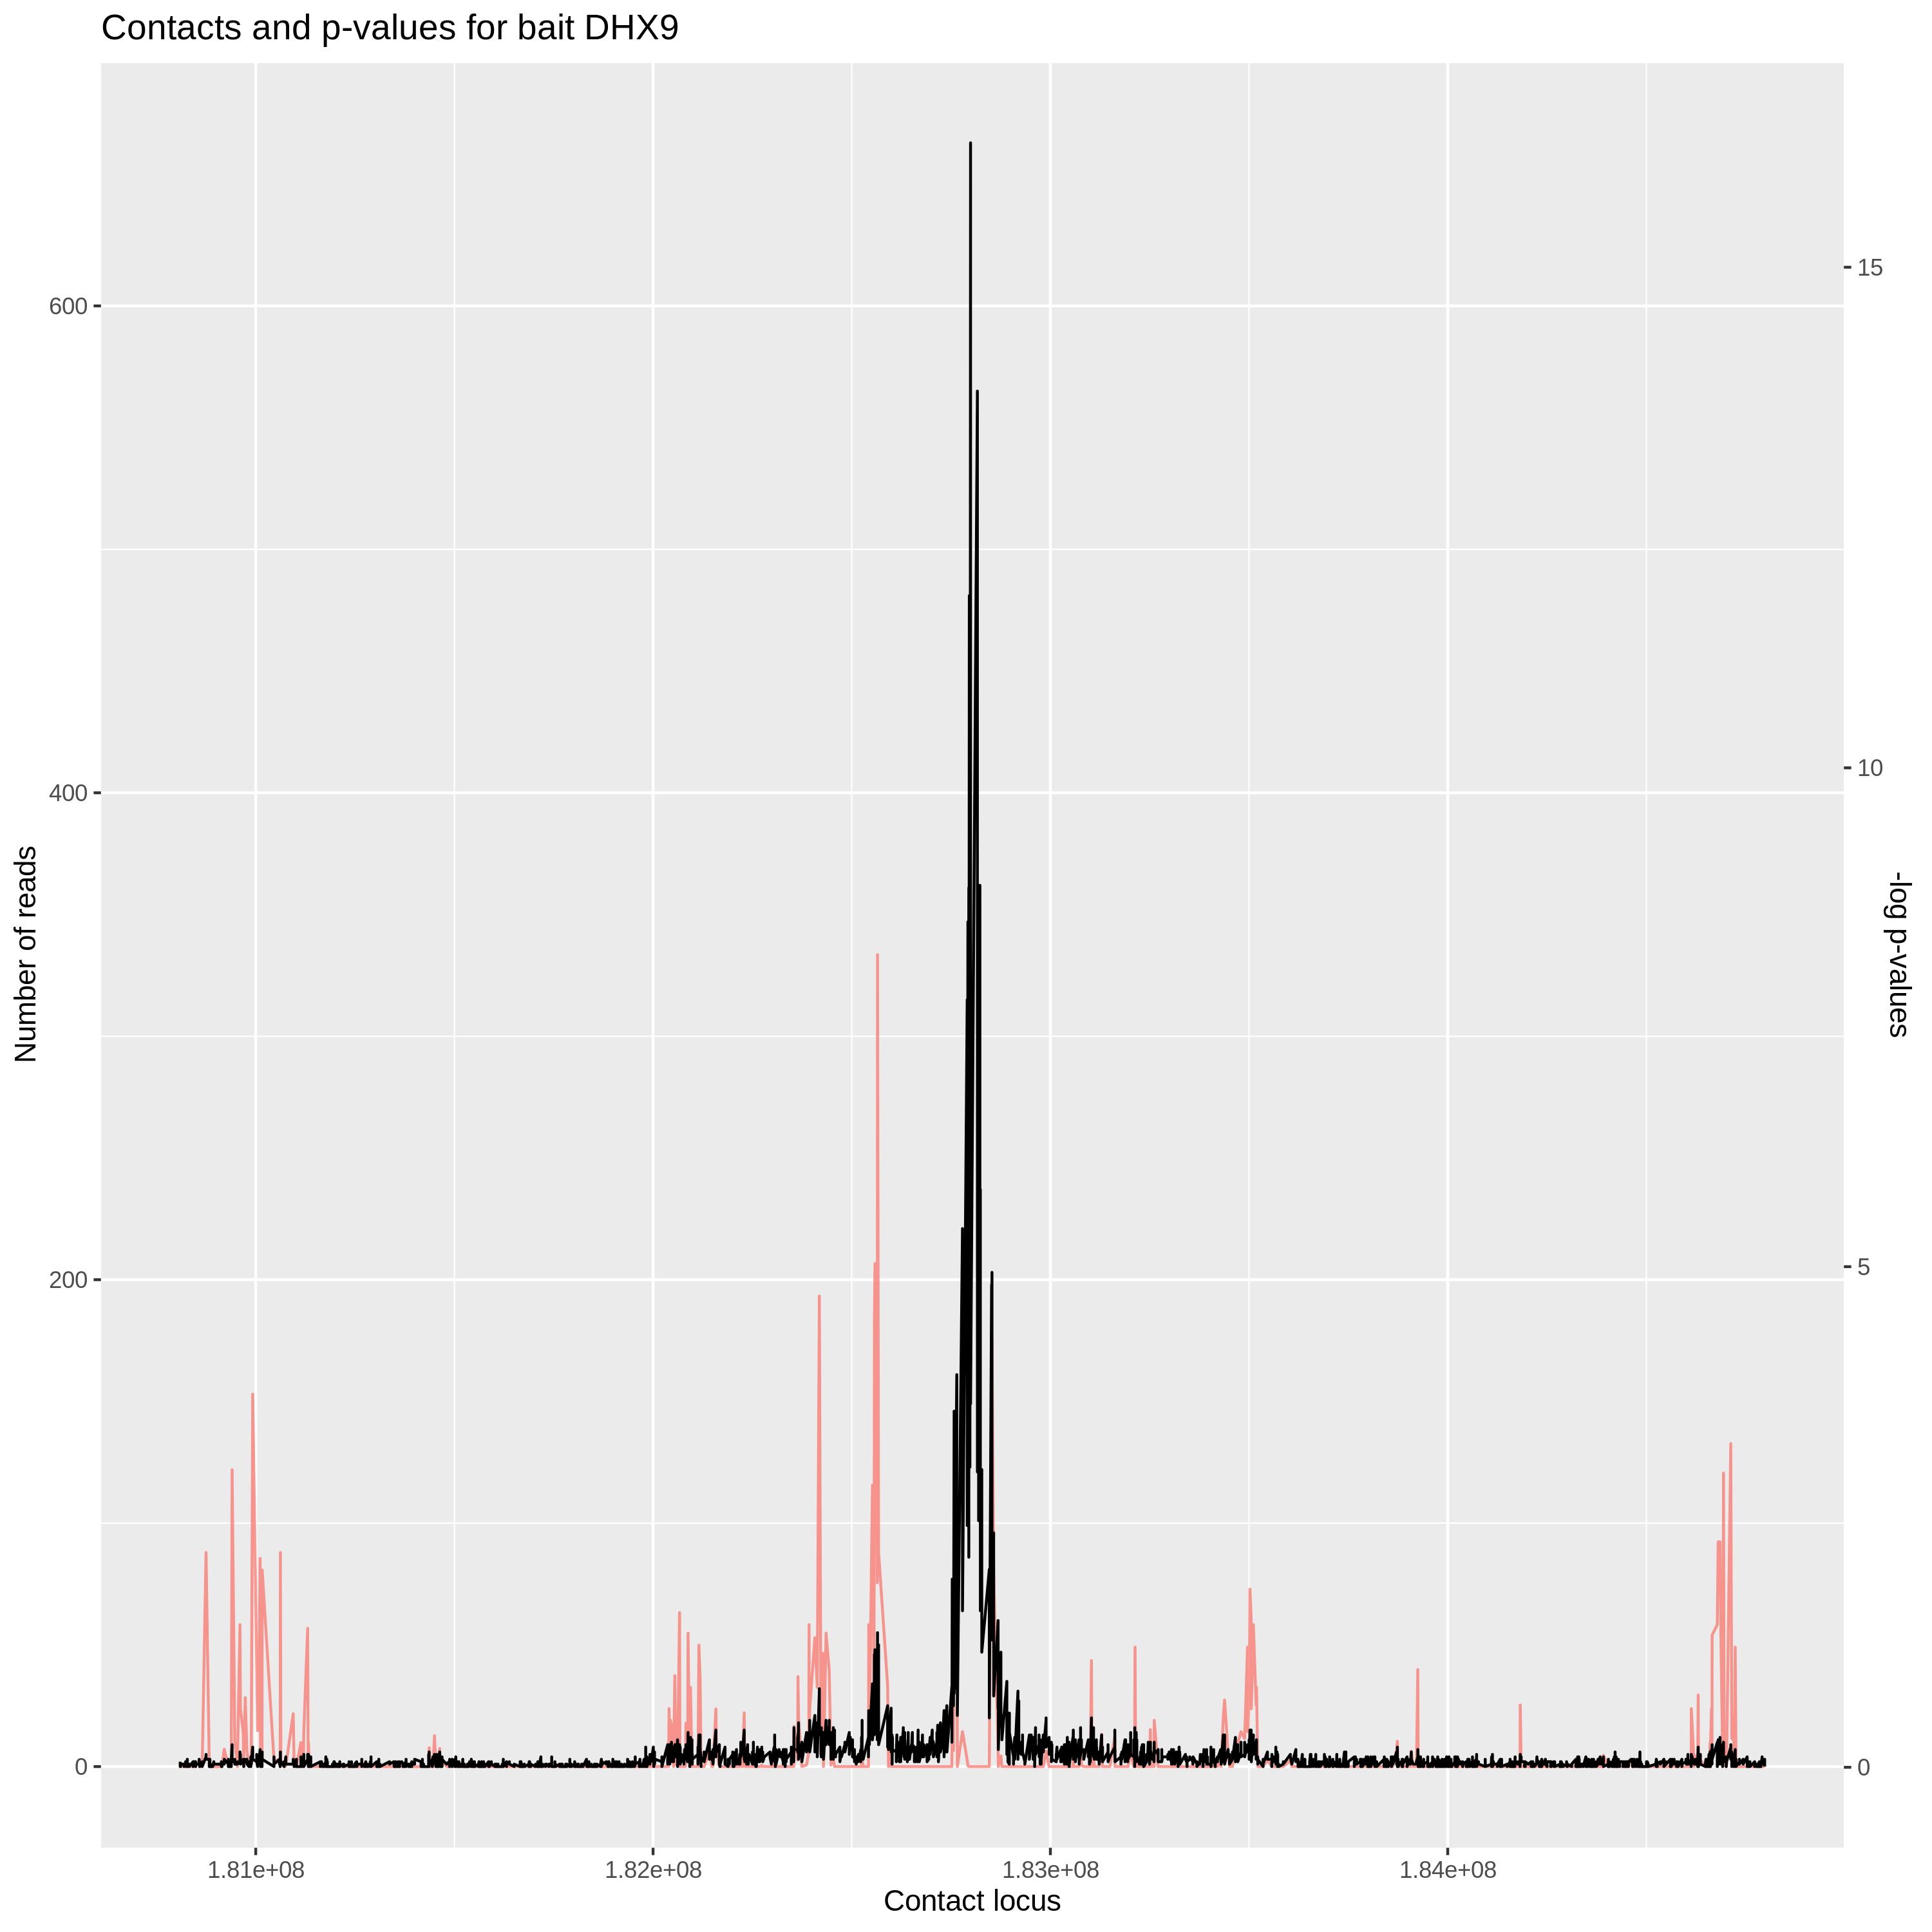 Contacts and p-values for bait DHX9
600
400
200
0
Number of reads
15
10
5
0
-log p-values
1.81e+08
1.82e+08
1.83e+08
1.84e+08
Contact locus